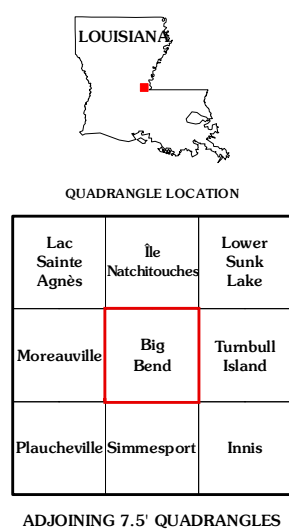 LOUISIANA
QUADRANGLE LOCATION
Lac
Sainte
Agnès
Île
Natchitouches
Lower
Sunk
Lake
Moreauville
Big
Bend
Turnbull
Island
Plaucheville
Simmesport
Innis
ADJOINING 7.5' QUADRANGLES